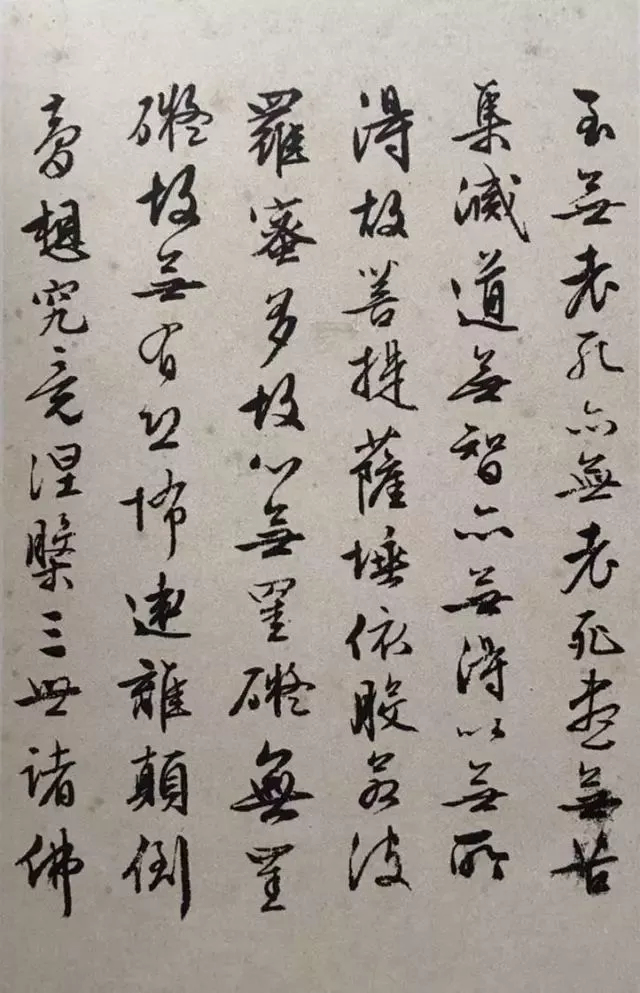 至無老死亦無老死盡無苦
集滅道無智亦無得以無所
得故菩提薩埵依般若波
羅蜜多故心無罣礙無罣
礙故無有恐怖遠離顛倒
夢想究竟涅槃三世諸佛